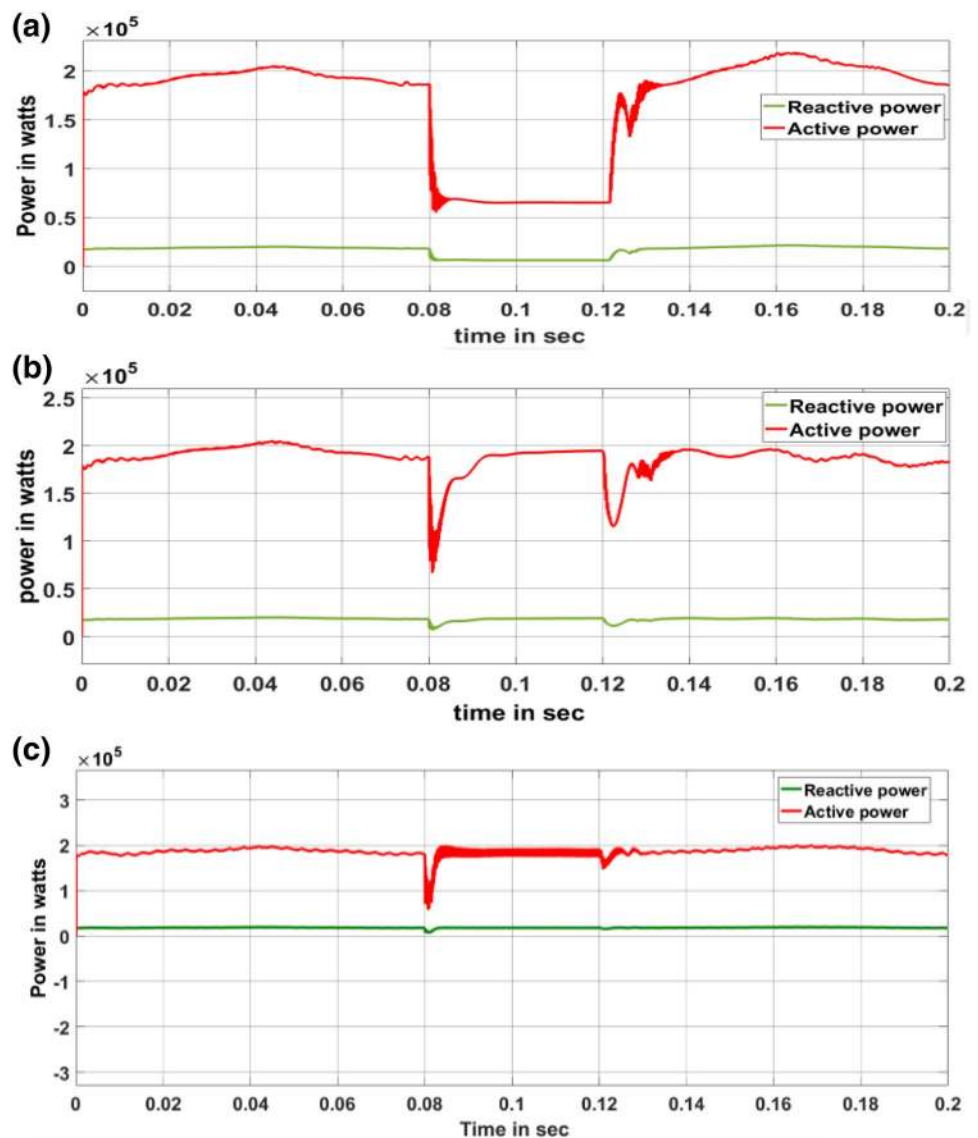 (a)
×10⁵
Power in watts
2
1.5
1
0.5
0
Reactive power
Active power
0 0.02 0.04 0.06 0.08 0.1 0.12 0.14 0.16 0.18 0.2
time in sec
(b)
×10⁵
power in watts
2.5
2
1.5
1
0.5
0
Reactive power
Active power
0 0.02 0.04 0.06 0.08 0.1 0.12 0.14 0.16 0.18 0.2
time in sec
(c)
×10⁵
Power in watts
3
2
1
0
-1
-2
-3
Reactive power
Active power
0 0.02 0.04 0.06 0.08 0.1 0.12 0.14 0.16 0.18 0.2
Time in sec